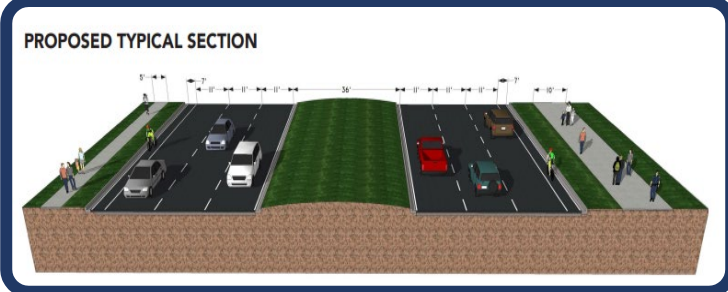 PROPOSED TYPICAL SECTION
5' 7' 11' 11' 11' 36' 11' 11' 11' 7' 10'